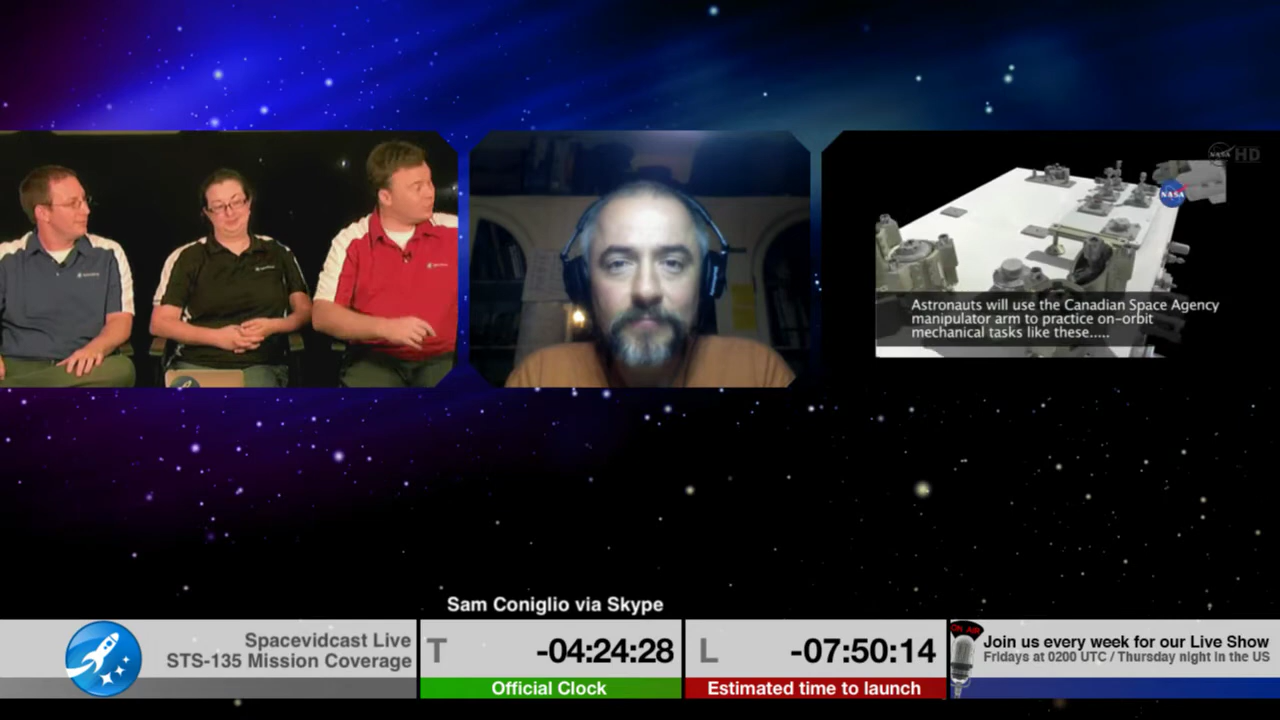 NASA HD
NASA
Astronauts will use the Canadian Space Agency
manipulator arm to practice on-orbit
mechanical tasks like these.....
Sam Coniglio via Skype
Spacevidcast Live
STS-135 Mission Coverage
T -04:24:28
Official Clock
L -07:50:14
Estimated time to launch
ON AIR
Join us every week for our Live Show
Fridays at 0200 UTC / Thursday night in the US